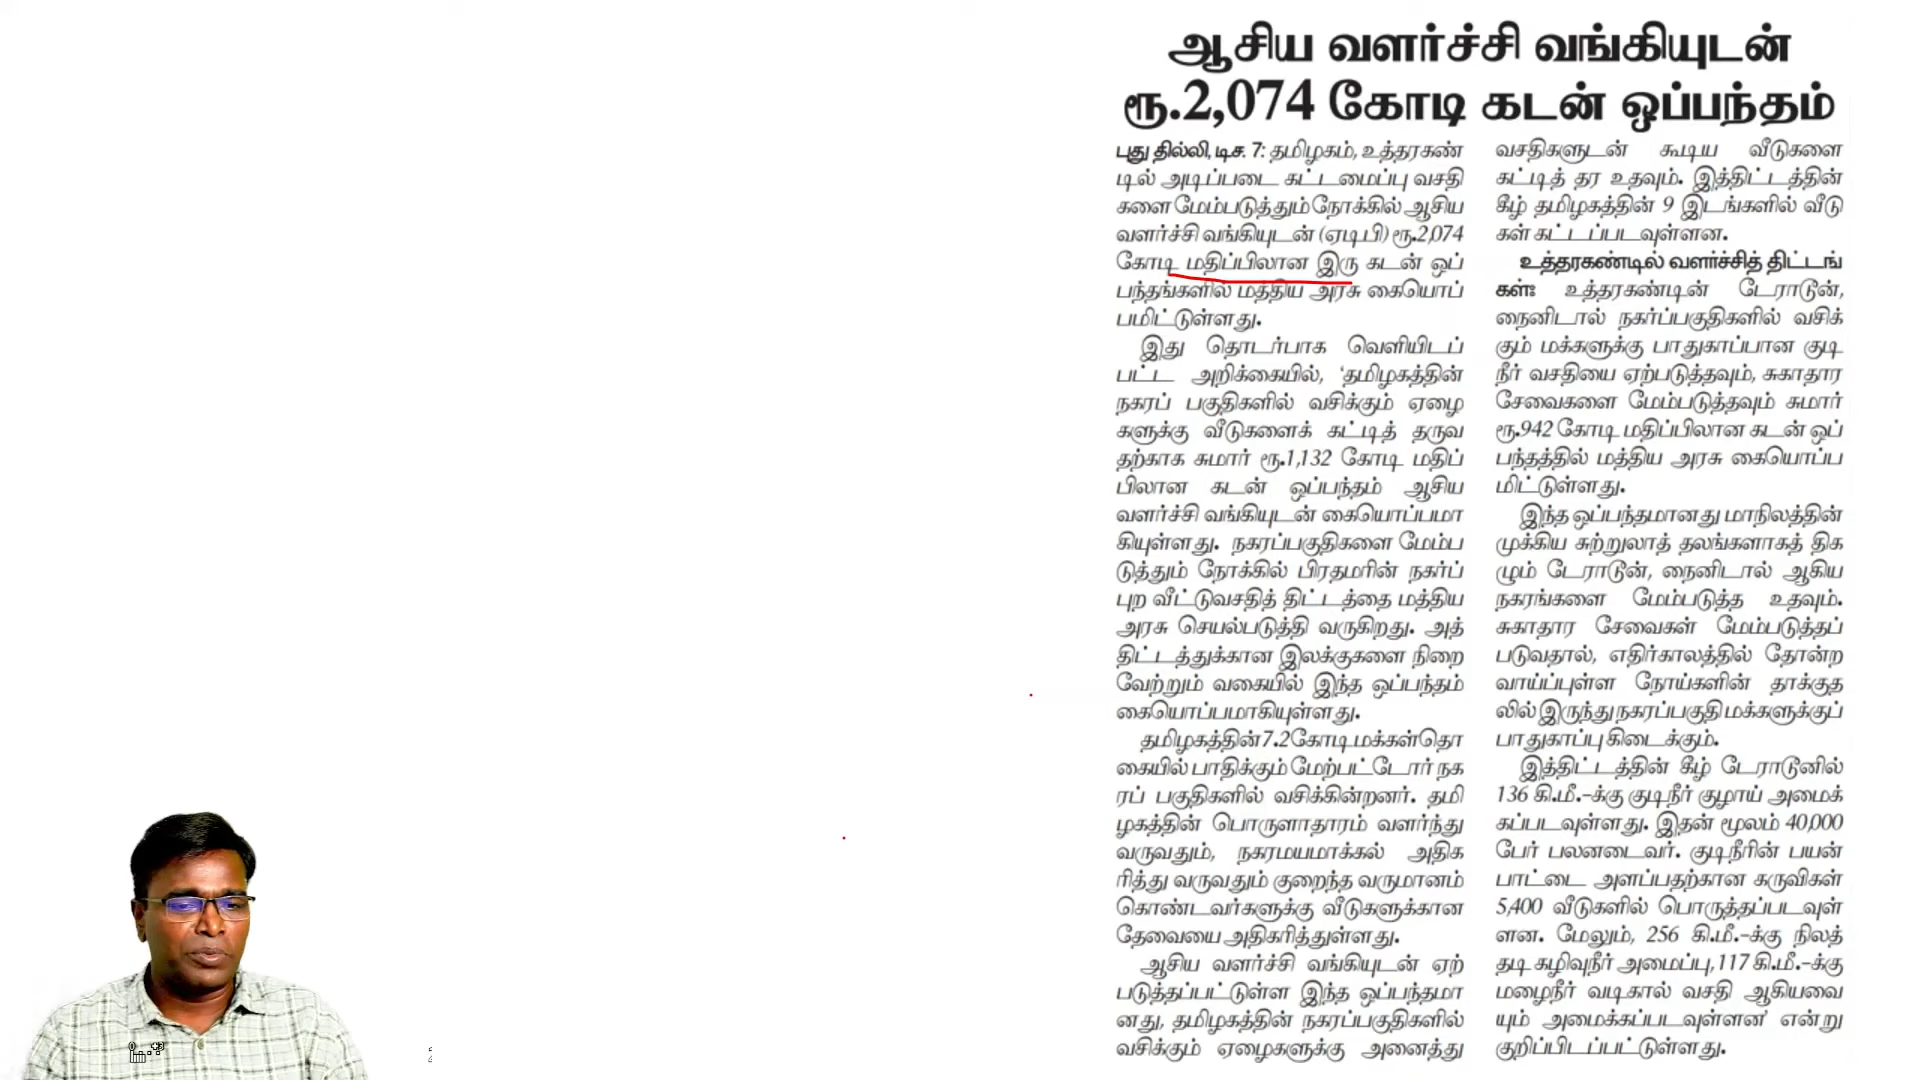 ஆசிய வளர்ச்சி வங்கியுடன்
ரூ.2,074 கோடி கடன் ஒப்பந்தம்
புது தில்லி, டிச. 7: தமிழகம், உத்தரகண்
டில் அடிப்படை கட்டமைப்பு வசதி
களை மேம்படுத்தும் நோக்கில் ஆசிய
வளர்ச்சி வங்கியுடன் (ஏடிபி) ரூ.2,074
கோடி மதிப்பிலான இரு கடன் ஒப்
பந்தங்களில் மத்திய அரசு கையொப்
பமிட்டுள்ளது.
இது தொடர்பாக வெளியிடப்
பட்ட அறிக்கையில், 'தமிழகத்தின்
நகரப் பகுதிகளில் வசிக்கும் ஏழை
களுக்கு வீடுகளைக் கட்டித் தருவ
தற்காக சுமார் ரூ.1,132 கோடி மதிப்
பிலான கடன் ஒப்பந்தம் ஆசிய
வளர்ச்சி வங்கியுடன் கையொப்பமா
கியுள்ளது. நகரப்பகுதிகளை மேம்ப
டுத்தும் நோக்கில் பிரதமரின் நகர்ப்
புற வீட்டுவசதித் திட்டத்தை மத்திய
அரசு செயல்படுத்தி வருகிறது. அத்
திட்டத்துக்கான இலக்குகளை நிறை
வேற்றும் வகையில் இந்த ஒப்பந்தம்
கையொப்பமாகியுள்ளது.
தமிழகத்தின் 7.2 கோடி மக்கள்தொ
கையில் பாதிக்கும் மேற்பட்டோர் நக
ரப் பகுதிகளில் வசிக்கின்றனர். தமி
ழகத்தின் பொருளாதாரம் வளர்ந்து
வருவதும், நகரமயமாக்கல் அதிக
ரித்து வருவதும் குறைந்த வருமானம்
கொண்டவர்களுக்கு வீடுகளுக்கான
தேவையை அதிகரித்துள்ளது.
ஆசிய வளர்ச்சி வங்கியுடன் ஏற்
படுத்தப்பட்டுள்ள இந்த ஒப்பந்தமா
னது, தமிழகத்தின் நகரப்பகுதிகளில்
வசிக்கும் ஏழைகளுக்கு அனைத்து
வசதிகளுடன் கூடிய வீடுகளை
கட்டித் தர உதவும். இத்திட்டத்தின்
கீழ் தமிழகத்தின் 9 இடங்களில் வீடு
கள் கட்டப்படவுள்ளன.
உத்தரகண்டில் வளர்ச்சித் திட்டங்
கள்: உத்தரகண்டின் டேராடூன்,
நைனிடால் நகர்ப்பகுதிகளில் வசிக்
கும் மக்களுக்கு பாதுகாப்பான குடி
நீர் வசதியை ஏற்படுத்தவும், சுகாதார
சேவைகளை மேம்படுத்தவும் சுமார்
ரூ.942 கோடி மதிப்பிலான கடன் ஒப்
பந்தத்தில் மத்திய அரசு கையொப்ப
மிட்டுள்ளது.
இந்த ஒப்பந்தமானது மாநிலத்தின்
முக்கிய சுற்றுலாத் தலங்களாகத் திக
ழும் டேராடூன், நைனிடால் ஆகிய
நகரங்களை மேம்படுத்த உதவும்.
சுகாதார சேவைகள் மேம்படுத்தப்
படுவதால், எதிர்காலத்தில் தோன்ற
வாய்ப்புள்ள நோய்களின் தாக்குத
லில் இருந்து நகரப்பகுதி மக்களுக்குப்
பாதுகாப்பு கிடைக்கும்.
இத்திட்டத்தின் கீழ் டேராடூனில்
136 கி.மீ.-க்கு குடிநீர் குழாய் அமைக்
கப்படவுள்ளது. இதன் மூலம் 40,000
பேர் பலனடைவர். குடிநீரின் பயன்
பாட்டை அளப்பதற்கான கருவிகள்
5,400 வீடுகளில் பொருத்தப்படவுள்
ளன. மேலும், 256 கி.மீ.-க்கு நிலத்
தடி கழிவுநீர் அமைப்பு, 117 கி.மீ.-க்கு
மழைநீர் வடிகால் வசதி ஆகியவை
யும் அமைக்கப்படவுள்ளன' என்று
குறிப்பிடப்பட்டுள்ளது.